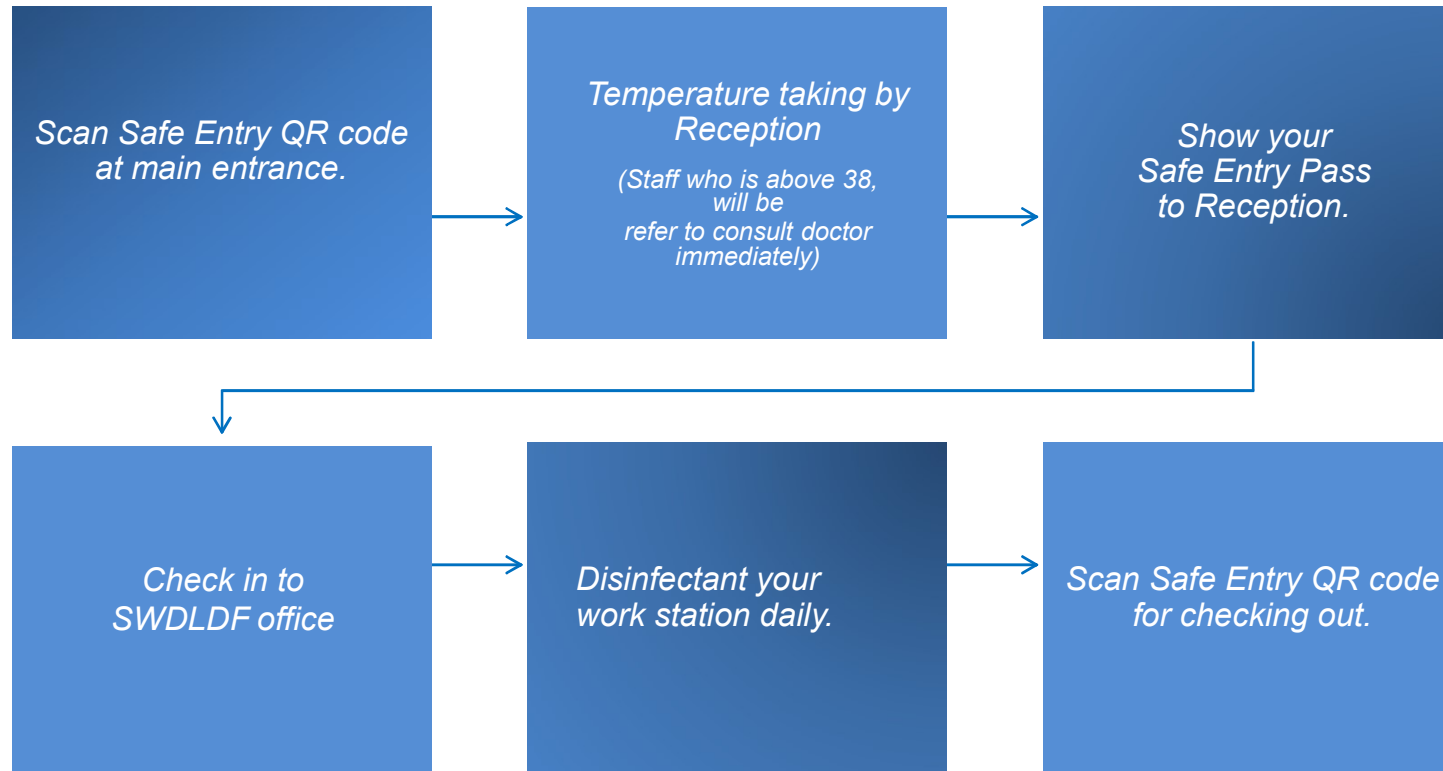 Scan Safe Entry QR code
at main entrance.
Temperature taking by
Reception
(Staff who is above 38,
will be
refer to consult doctor
immediately)
Show your
Safe Entry Pass
to Reception.
Check in to
SWDLDF office
Disinfectant your
work station daily.
Scan Safe Entry QR code
for checking out.